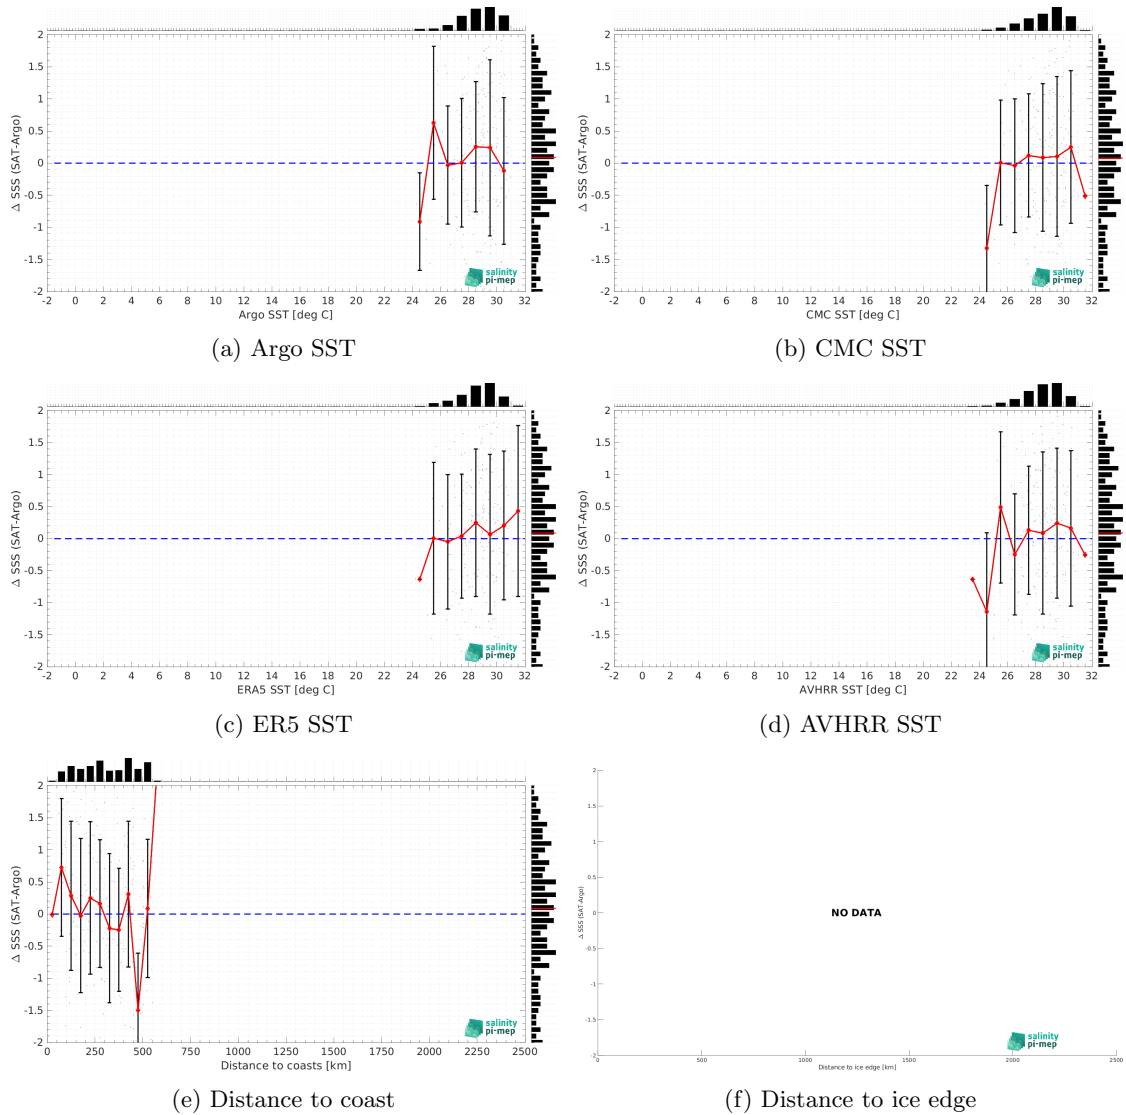 2
1.5
1
0.5
0
-0.5
-1
-1.5
-2
Δ SSS (SAT-Argo)
-2 0 2 4 6 8 10 12 14 16 18 20 22 24 26 28 30 32
Argo SST [deg C]
salinity
pi-mep
(a) Argo SST
2
1.5
1
0.5
0
-0.5
-1
-1.5
-2
Δ SSS (SAT-Argo)
-2 0 2 4 6 8 10 12 14 16 18 20 22 24 26 28 30 32
CMC SST [deg C]
salinity
pi-mep
(b) CMC SST
2
1.5
1
0.5
0
-0.5
-1
-1.5
-2
Δ SSS (SAT-Argo)
-2 0 2 4 6 8 10 12 14 16 18 20 22 24 26 28 30 32
ERA5 SST [deg C]
salinity
pi-mep
(c) ER5 SST
2
1.5
1
0.5
0
-0.5
-1
-1.5
-2
Δ SSS (SAT-Argo)
-2 0 2 4 6 8 10 12 14 16 18 20 22 24 26 28 30 32
AVHRR SST [deg C]
salinity
pi-mep
(d) AVHRR SST
2
1.5
1
0.5
0
-0.5
-1
-1.5
-2
Δ SSS (SAT-Argo)
0 250 500 750 1000 1250 1500 1750 2000 2250 2500
Distance to coasts [km]
salinity
pi-mep
(e) Distance to coast
2
1.5
1
0.5
0
-0.5
-1
-1.5
-2
Δ SSS (SAT-Argo)
NO DATA
0 500 1000 1500 2000 2500
Distance to ice edge [km]
salinity
pi-mep
(f) Distance to ice edge